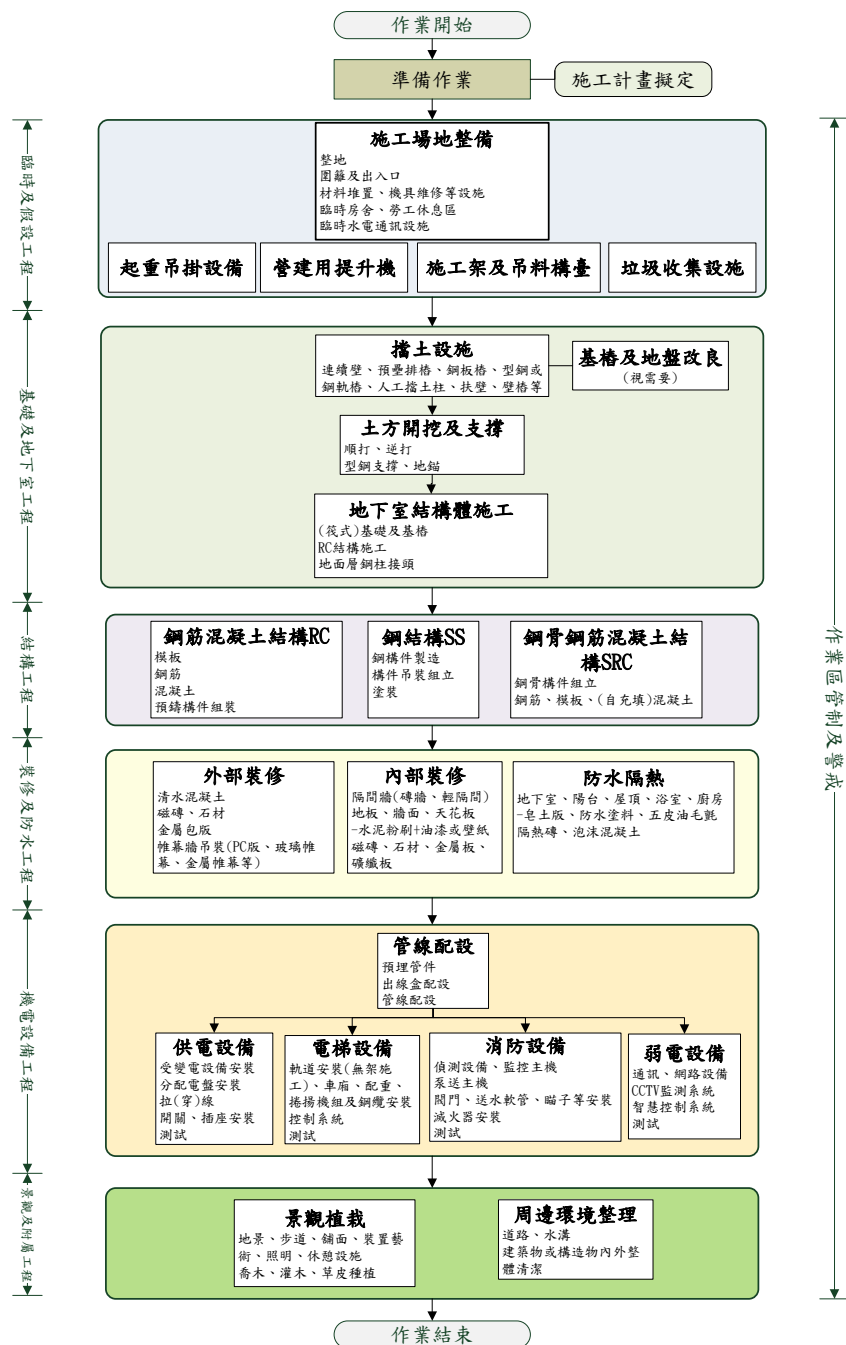 作業開始
準備作業
施工計畫擬定
臨時及假設工程
施工場地整備
整地
圍籬及出入口
材料堆置、機具維修等設施
臨時房舍、勞工休息區
臨時水電通訊設施
起重吊掛設備
營建用提升機
施工架及吊料構臺
垃圾收集設施
基礎及地下室工程
擋土設施
連續壁、預壘排樁、鋼板樁、型鋼或
鋼軌樁、人工擋土柱、扶壁、壁樁等
基樁及地盤改良
(視需要)
土方開挖及支撐
順打、逆打
型鋼支撐、地錨
地下室結構體施工
(筏式)基礎及基樁
RC結構施工
地面層鋼柱接頭
結構工程
鋼筋混凝土結構RC
模板
鋼筋
混凝土
預鑄構件組裝
鋼結構SS
鋼構件製造
構件吊裝組立
塗裝
鋼骨鋼筋混凝土結
構SRC
鋼骨構件組立
鋼筋、模板、(自充填)混凝土
作業區管制及警戒
裝修及防水工程
外部裝修
清水混凝土
磁磚、石材
金屬包版
帷幕牆吊裝(PC版、玻璃帷
幕、金屬帷幕等)
內部裝修
隔間牆(磚牆、輕隔間)
地板、牆面、天花板
-水泥粉刷+油漆或壁紙
磁磚、石材、金屬板、
礦纖板
防水隔熱
地下室、陽台、屋頂、浴室、廚房
-皂土版、防水塗料、五皮油毛氈
隔熱磚、泡沫混凝土
機電設備工程
管線配設
預埋管件
出線盒配設
管線配設
供電設備
受變電設備安裝
分配電盤安裝
拉(穿)線
開關、插座安裝
測試
電梯設備
軌道安裝(無架施
工)、車廂、配重、
捲揚機組及鋼纜安裝
控制系統
測試
消防設備
偵測設備、監控主機
泵送主機
閥門、送水軟管、瞄子等安裝
滅火器安裝
測試
弱電設備
通訊、網路設備
CCTV監測系統
智慧控制系統
測試
景觀及附屬工程
景觀植栽
地景、步道、舖面、裝置藝
術、照明、休憩設施
喬木、灌木、草皮種植
周邊環境整理
道路、水溝
建築物或構造物內外整
體清潔
作業結束